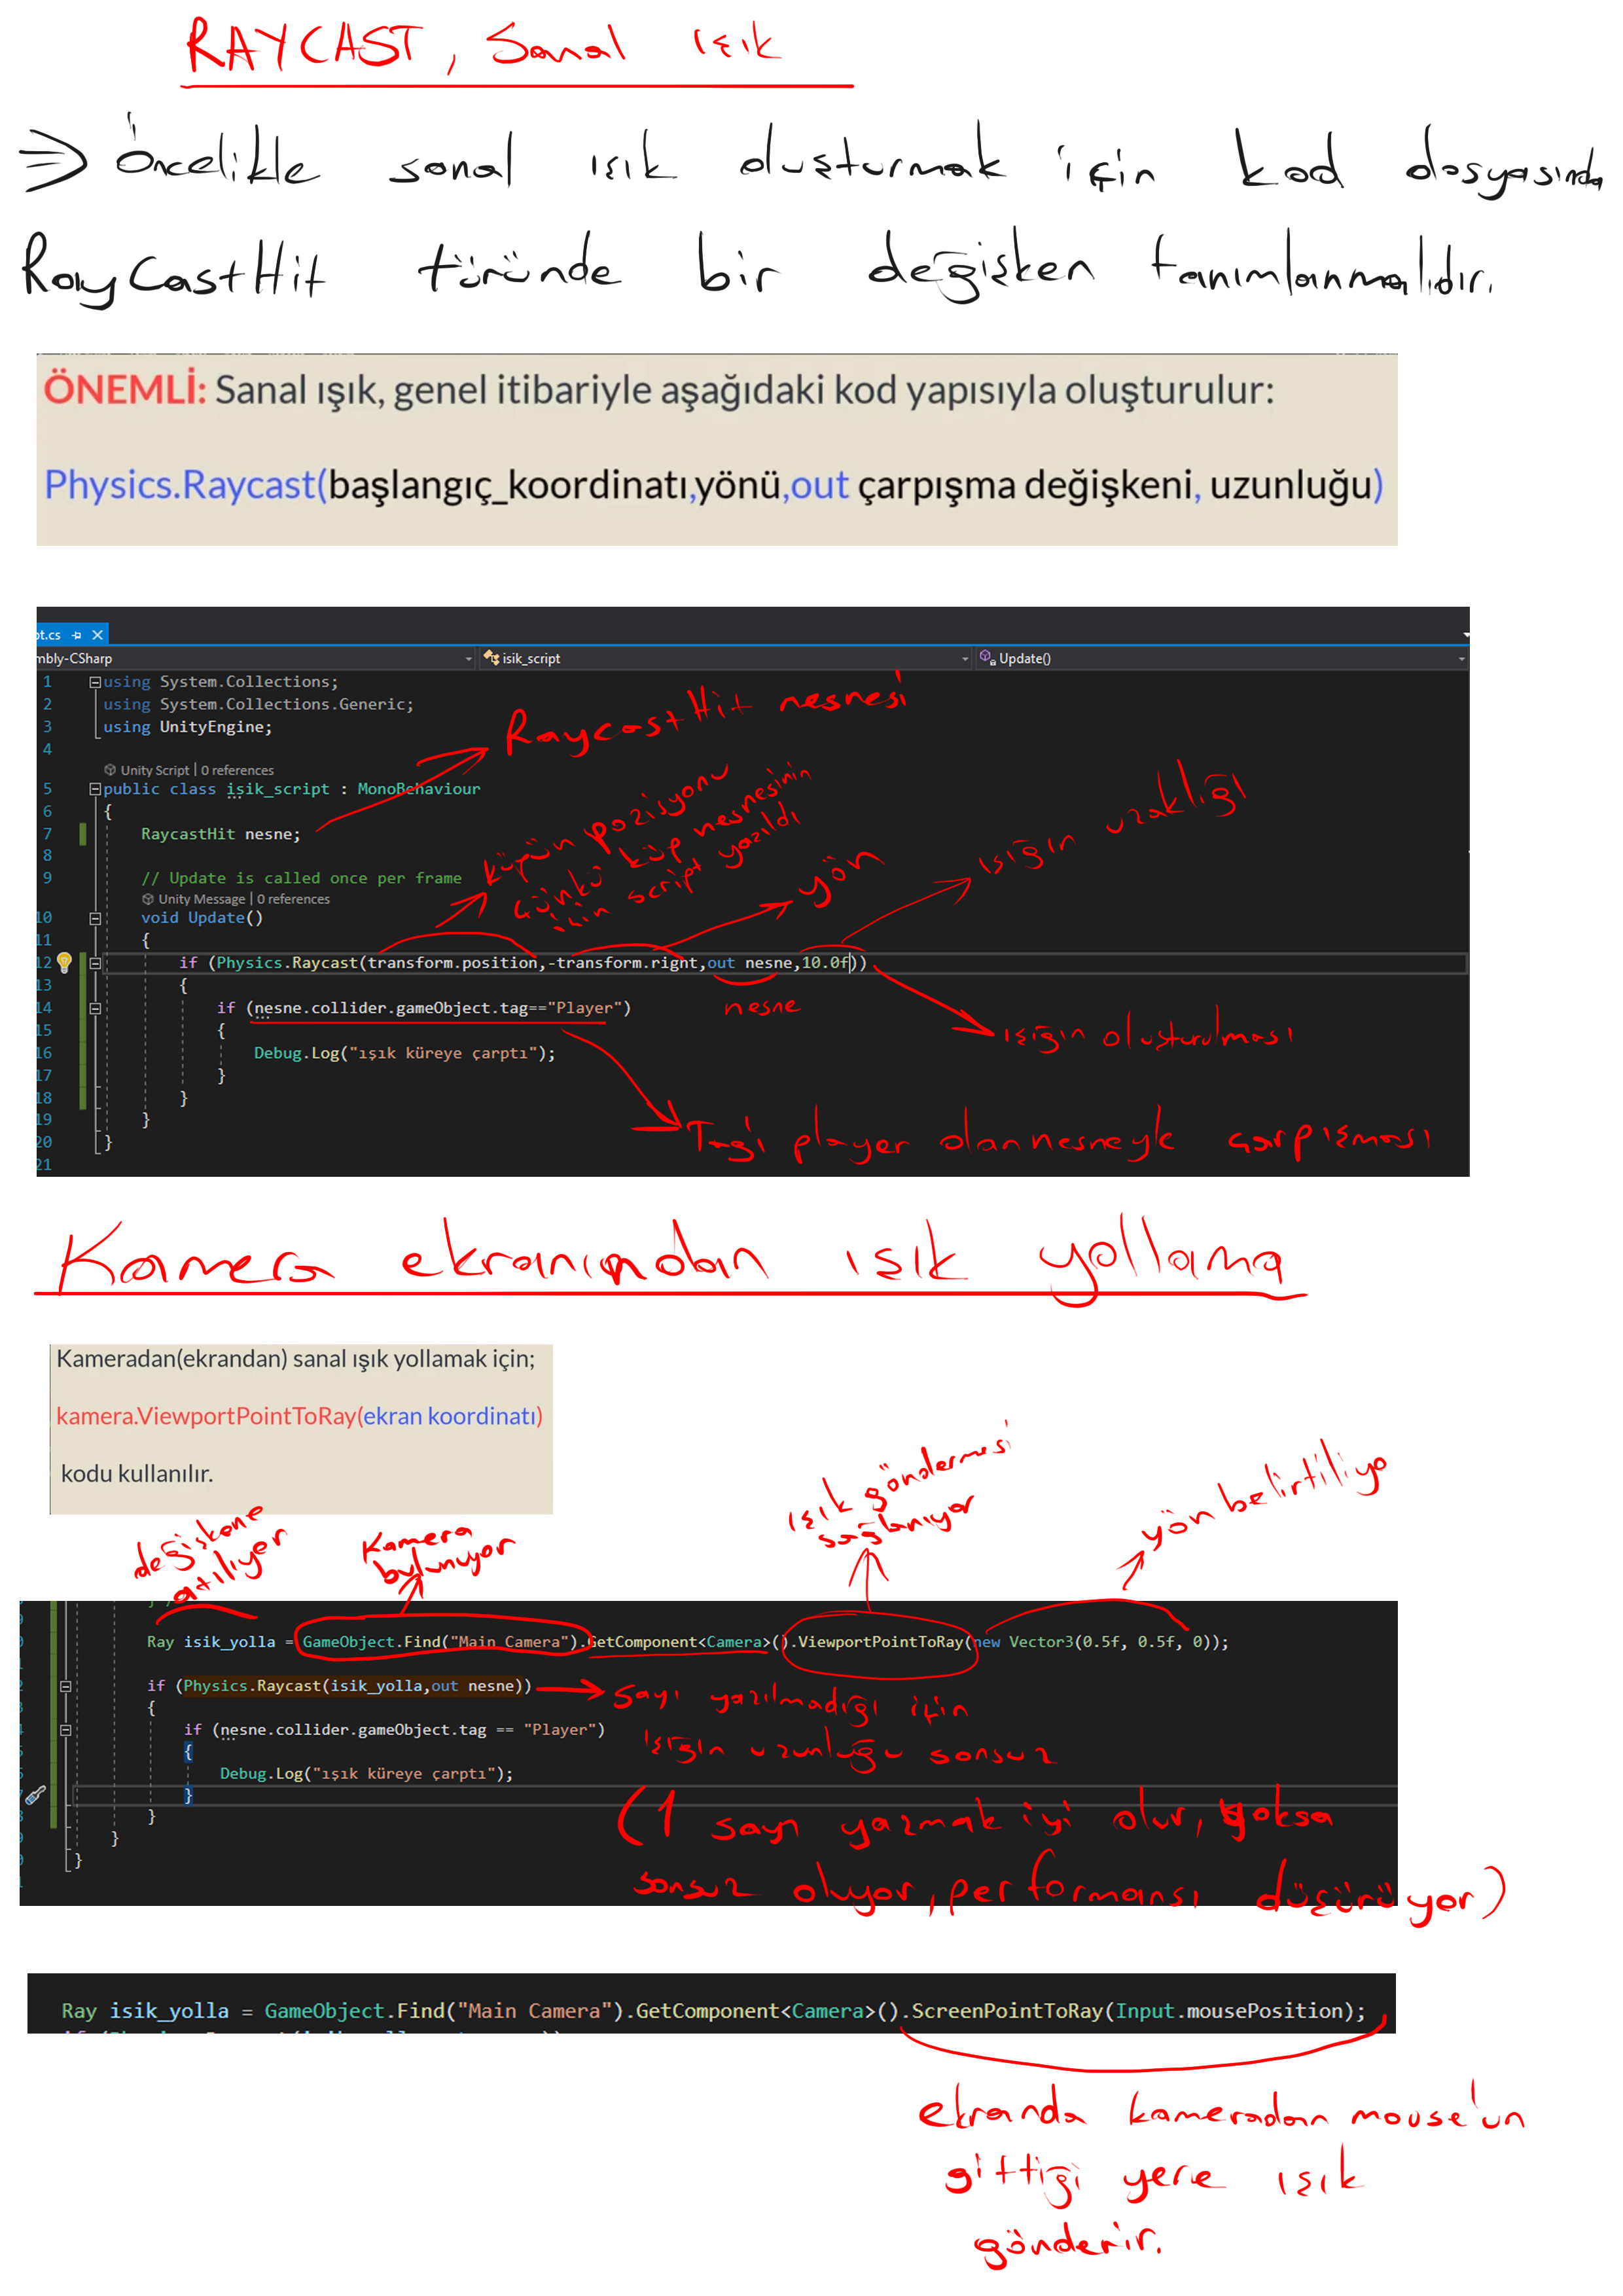 RAYCAST, Sanal ışık
⇒ Öncelikle sanal ışık oluşturmak için kod dosyasında
RayCastHit türünde bir değişken tanımlanmalıdır.
ÖNEMLİ: Sanal ışık, genel itibariyle aşağıdaki kod yapısıyla oluşturulur:
Physics.Raycast(başlangıç_koordinatı,yönü,out çarpışma değişkeni, uzunluğu)
pt.cs
mbly-CSharp isik_script Update()
1 using System.Collections;
2 using System.Collections.Generic;
3 using UnityEngine;
4
RaycastHit nesnesi
Unity Script | 0 references
5 public class isik_script : MonoBehaviour
6 {
7 RaycastHit nesne;
8
küpün pozisyonu
çünkü küp nesnesinin
için script yazıldı
yön
ışığın uzaklığı
9 // Update is called once per frame
Unity Message | 0 references
10 void Update()
11 {
12 if (Physics.Raycast(transform.position,-transform.right,out nesne,10.0f))
13 {
nesne
14 if (nesne.collider.gameObject.tag=="Player")
ışığın oluşturulması
15 {
16 Debug.Log("ışık küreye çarptı");
17 }
18 }
19 }
Tag'i player olan nesneyle çarpışması
20 }
21
Kamera ekranından ışık yollama
Kameradan(ekrandan) sanal ışık yollamak için;
kamera.ViewportPointToRay(ekran koordinatı)
kodu kullanılır.
değişkene
atılıyor
Kamera
bulunuyor
ışık göndermesi
sağlanıyor
yön belirtiliyo
Ray isik_yolla = GameObject.Find("Main Camera").GetComponent<Camera>().ViewportPointToRay(new Vector3(0.5f, 0.5f, 0));
if (Physics.Raycast(isik_yolla,out nesne))
{
if (nesne.collider.gameObject.tag == "Player")
{
Debug.Log("ışık küreye çarptı");
}
}
}
}
sayı yazılmadığı için
ışığın uzunluğu sonsuz
(1 sayı yazmak iyi olur, yoksa
sonsuz oluyor, performansı düşürüyor)
Ray isik_yolla = GameObject.Find("Main Camera").GetComponent<Camera>().ScreenPointToRay(Input.mousePosition);
ekranda kameradan mouse'un
gittiği yere ışık
gönderir.